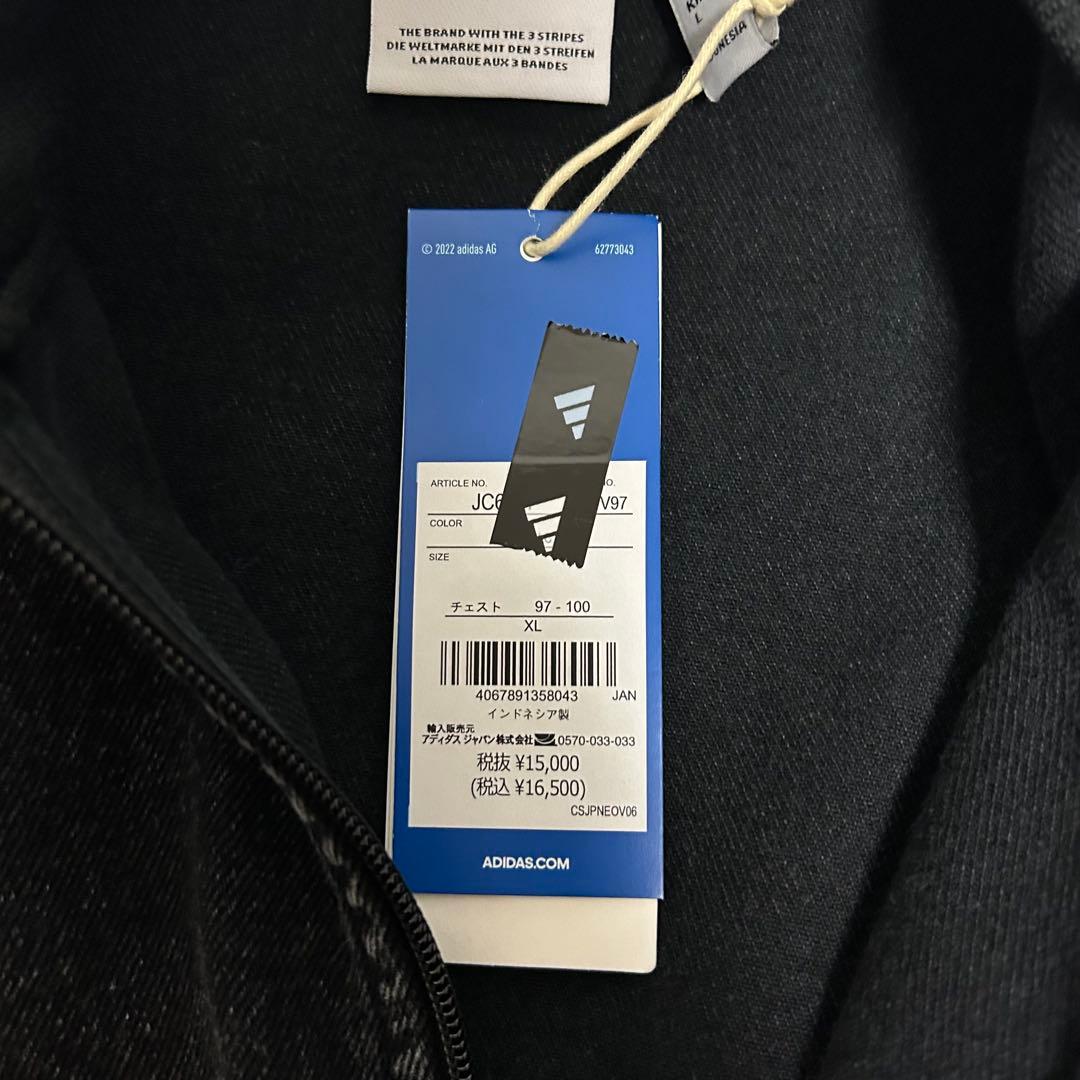 THE BRAND WITH THE 3 STRIPES
DIE WELTMARKE MIT DEN 3 STREIFEN
LA MARQUE AUX 3 BANDES
L
© 2022 adidas AG 62773043
ARTICLE NO.
JC6 V97
COLOR
SIZE
チェスト 97 - 100
XL
4067891358043 JAN
インドネシア製
輸入販売元
アディダス ジャパン株式会社 0570-033-033
税抜 ¥15,000
(税込 ¥16,500)
CSJPNEOV06
ADIDAS.COM